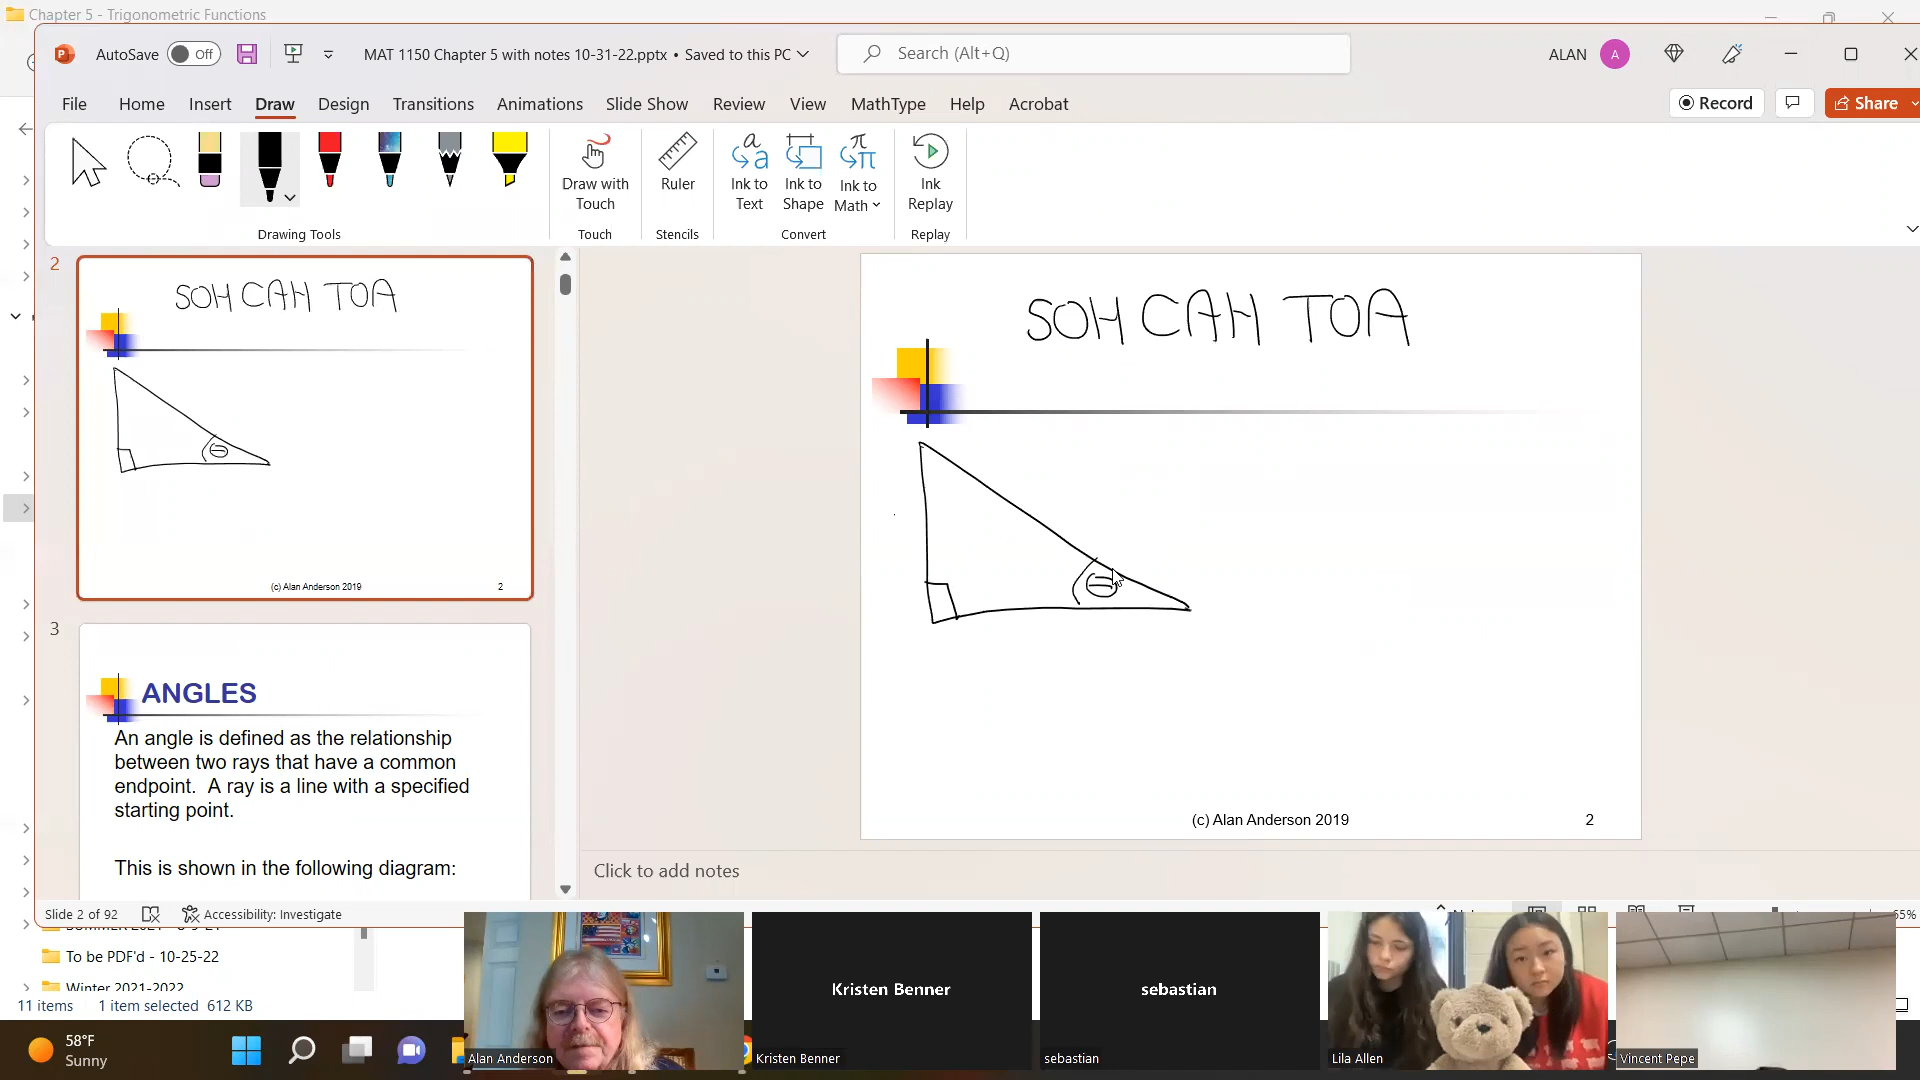 Chapter 5 - Trigonometric Functions
AutoSave Off MAT 1150 Chapter 5 with notes 10-31-22.pptx • Saved to this PC Search (Alt+Q) ALAN A
File Home Insert Draw Design Transitions Animations Slide Show Review View MathType Help Acrobat Record Share
Draw with Touch
Ruler
Ink to Text
Ink to Shape
Ink to Math
Ink Replay
Drawing Tools Touch Stencils Convert Replay
2
SOH CAH TOA
θ
(c) Alan Anderson 2019 2
3
ANGLES
An angle is defined as the relationship
between two rays that have a common
endpoint. A ray is a line with a specified
starting point.
This is shown in the following diagram:
SOH CAH TOA
θ
(c) Alan Anderson 2019 2
Click to add notes
Slide 2 of 92 Accessibility: Investigate
To be PDF'd - 10-25-22
Winter 2021-2022
11 items 1 item selected 612 KB
58°F
Sunny
Alan Anderson
Kristen Benner
Kristen Benner
sebastian
sebastian
Lila Allen
Vincent Pepe